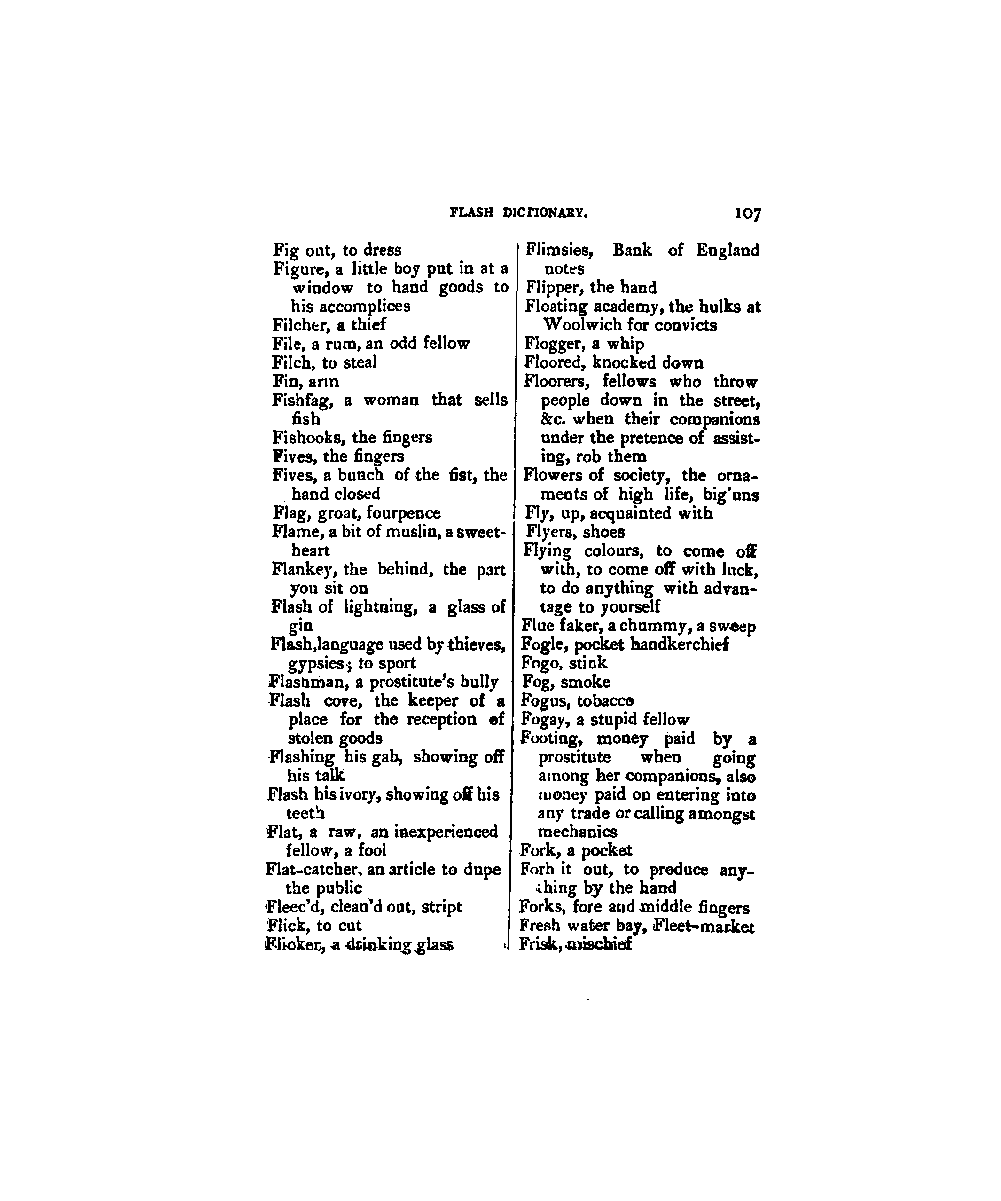 FLASH DICTIONARY. 107
Fig out, to dress
Figure, a little boy put in at a
window to hand goods to
his accomplices
Filcher, a thief
File, a rum, an odd fellow
Filch, to steal
Fin, arm
Fishfag, a woman that sells
fish
Fishooks, the fingers
Fives, the fingers
Fives, a bunch of the fist, the
hand closed
Flag, groat, fourpence
Flame, a bit of muslin, a sweet-
heart
Flankey, the behind, the part
you sit on
Flash of lightning, a glass of
gin
Flash,language used by thieves,
gypsies; to sport
Flashman, a prostitute's bully
Flash cove, the keeper of a
place for the reception of
stolen goods
Flashing his gab, showing off
his talk
Flash his ivory, showing off his
teeth
Flat, a raw, an inexperienced
fellow, a fool
Flat-catcher, an article to dupe
the public
Fleec'd, clean'd out, stript
Flick, to cut
Flicker, a drinking glass
Flimsies, Bank of England
notes
Flipper, the hand
Floating academy, the hulks at
Woolwich for convicts
Flogger, a whip
Floored, knocked down
Floorers, fellows who throw
people down in the street,
&c. when their companions
under the pretence of assist-
ing, rob them
Flowers of society, the orna-
ments of high life, big'uns
Fly, up, acquainted with
Flyers, shoes
Flying colours, to come off
with, to come off with luck,
to do anything with advan-
tage to yourself
Flue faker, a chummy, a sweep
Fogle, pocket handkerchief
Fogo, stink
Fog, smoke
Fogus, tobacco
Fogay, a stupid fellow
Footing, money paid by a
prostitute when going
among her companions, also
money paid on entering into
any trade or calling amongst
mechanics
Fork, a pocket
Forh it out, to produce any-
thing by the hand
Forks, fore and middle fingers
Fresh water bay, Fleet-market
Frisk, mischief